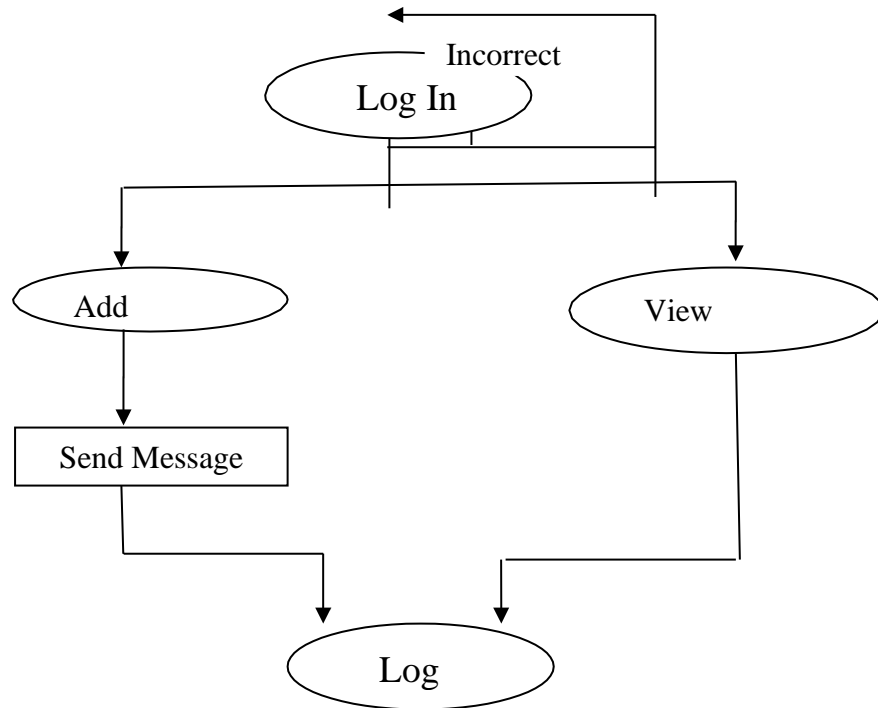 Incorrect
Log In
Add
View
Send Message
Log